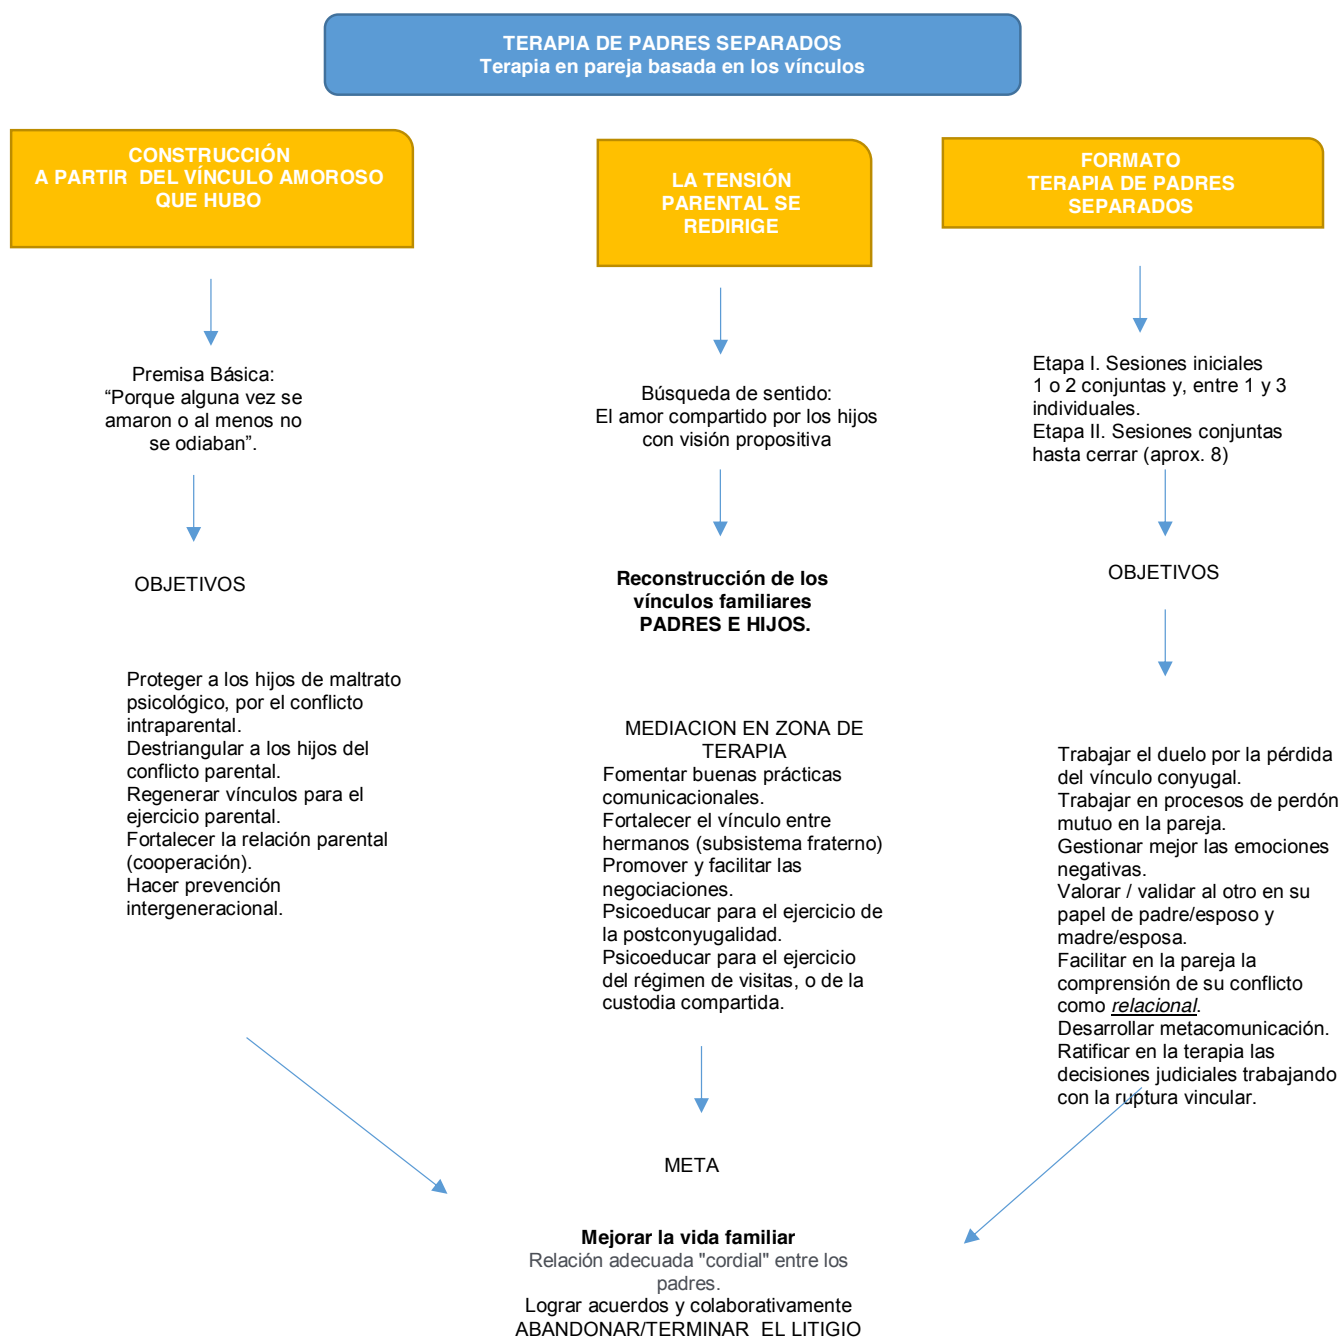 TERAPIA DE PADRES SEPARADOS
Terapia en pareja basada en los vínculos
CONSTRUCCIÓN
A PARTIR  DEL VÍNCULO AMOROSO
QUE HUBO
Premisa Básica:
“Porque alguna vez se
amaron o al menos no
se odiaban”.
OBJETIVOS
Proteger a los hijos de maltrato
psicológico, por el conflicto
intraparental.
Destriangular a los hijos del
conflicto parental.
Regenerar vínculos para el
ejercicio parental.
Fortalecer la relación parental
(cooperación).
Hacer prevención
intergeneracional.
LA TENSIÓN
PARENTAL SE
REDIRIGE
Búsqueda de sentido:
El amor compartido por los hijos
con visión propositiva
Reconstrucción de los
vínculos familiares
PADRES E HIJOS.
MEDIACION EN ZONA DE
TERAPIA
Fomentar buenas prácticas
comunicacionales.
Fortalecer el vínculo entre
hermanos (subsistema fraterno)
Promover y facilitar las
negociaciones.
Psicoeducar para el ejercicio de
la postconyugalidad.
Psicoeducar para el ejercicio
del régimen de visitas, o de la
custodia compartida.
FORMATO
TERAPIA DE PADRES
SEPARADOS
Etapa I. Sesiones iniciales
1 o 2 conjuntas y, entre 1 y 3
individuales.
Etapa II. Sesiones conjuntas
hasta cerrar (aprox. 8)
OBJETIVOS
Trabajar el duelo por la pérdida
del vínculo conyugal.
Trabajar en procesos de perdón
mutuo en la pareja.
Gestionar mejor las emociones
negativas.
Valorar / validar al otro en su
papel de padre/esposo y
madre/esposa.
Facilitar en la pareja la
comprensión de su conflicto
como relacional.
Desarrollar metacomunicación.
Ratificar en la terapia las
decisiones judiciales trabajando
con la ruptura vincular.
META
Mejorar la vida familiar
Relación adecuada "cordial" entre los
padres.
Lograr acuerdos y colaborativamente
ABANDONAR/TERMINAR  EL LITIGIO